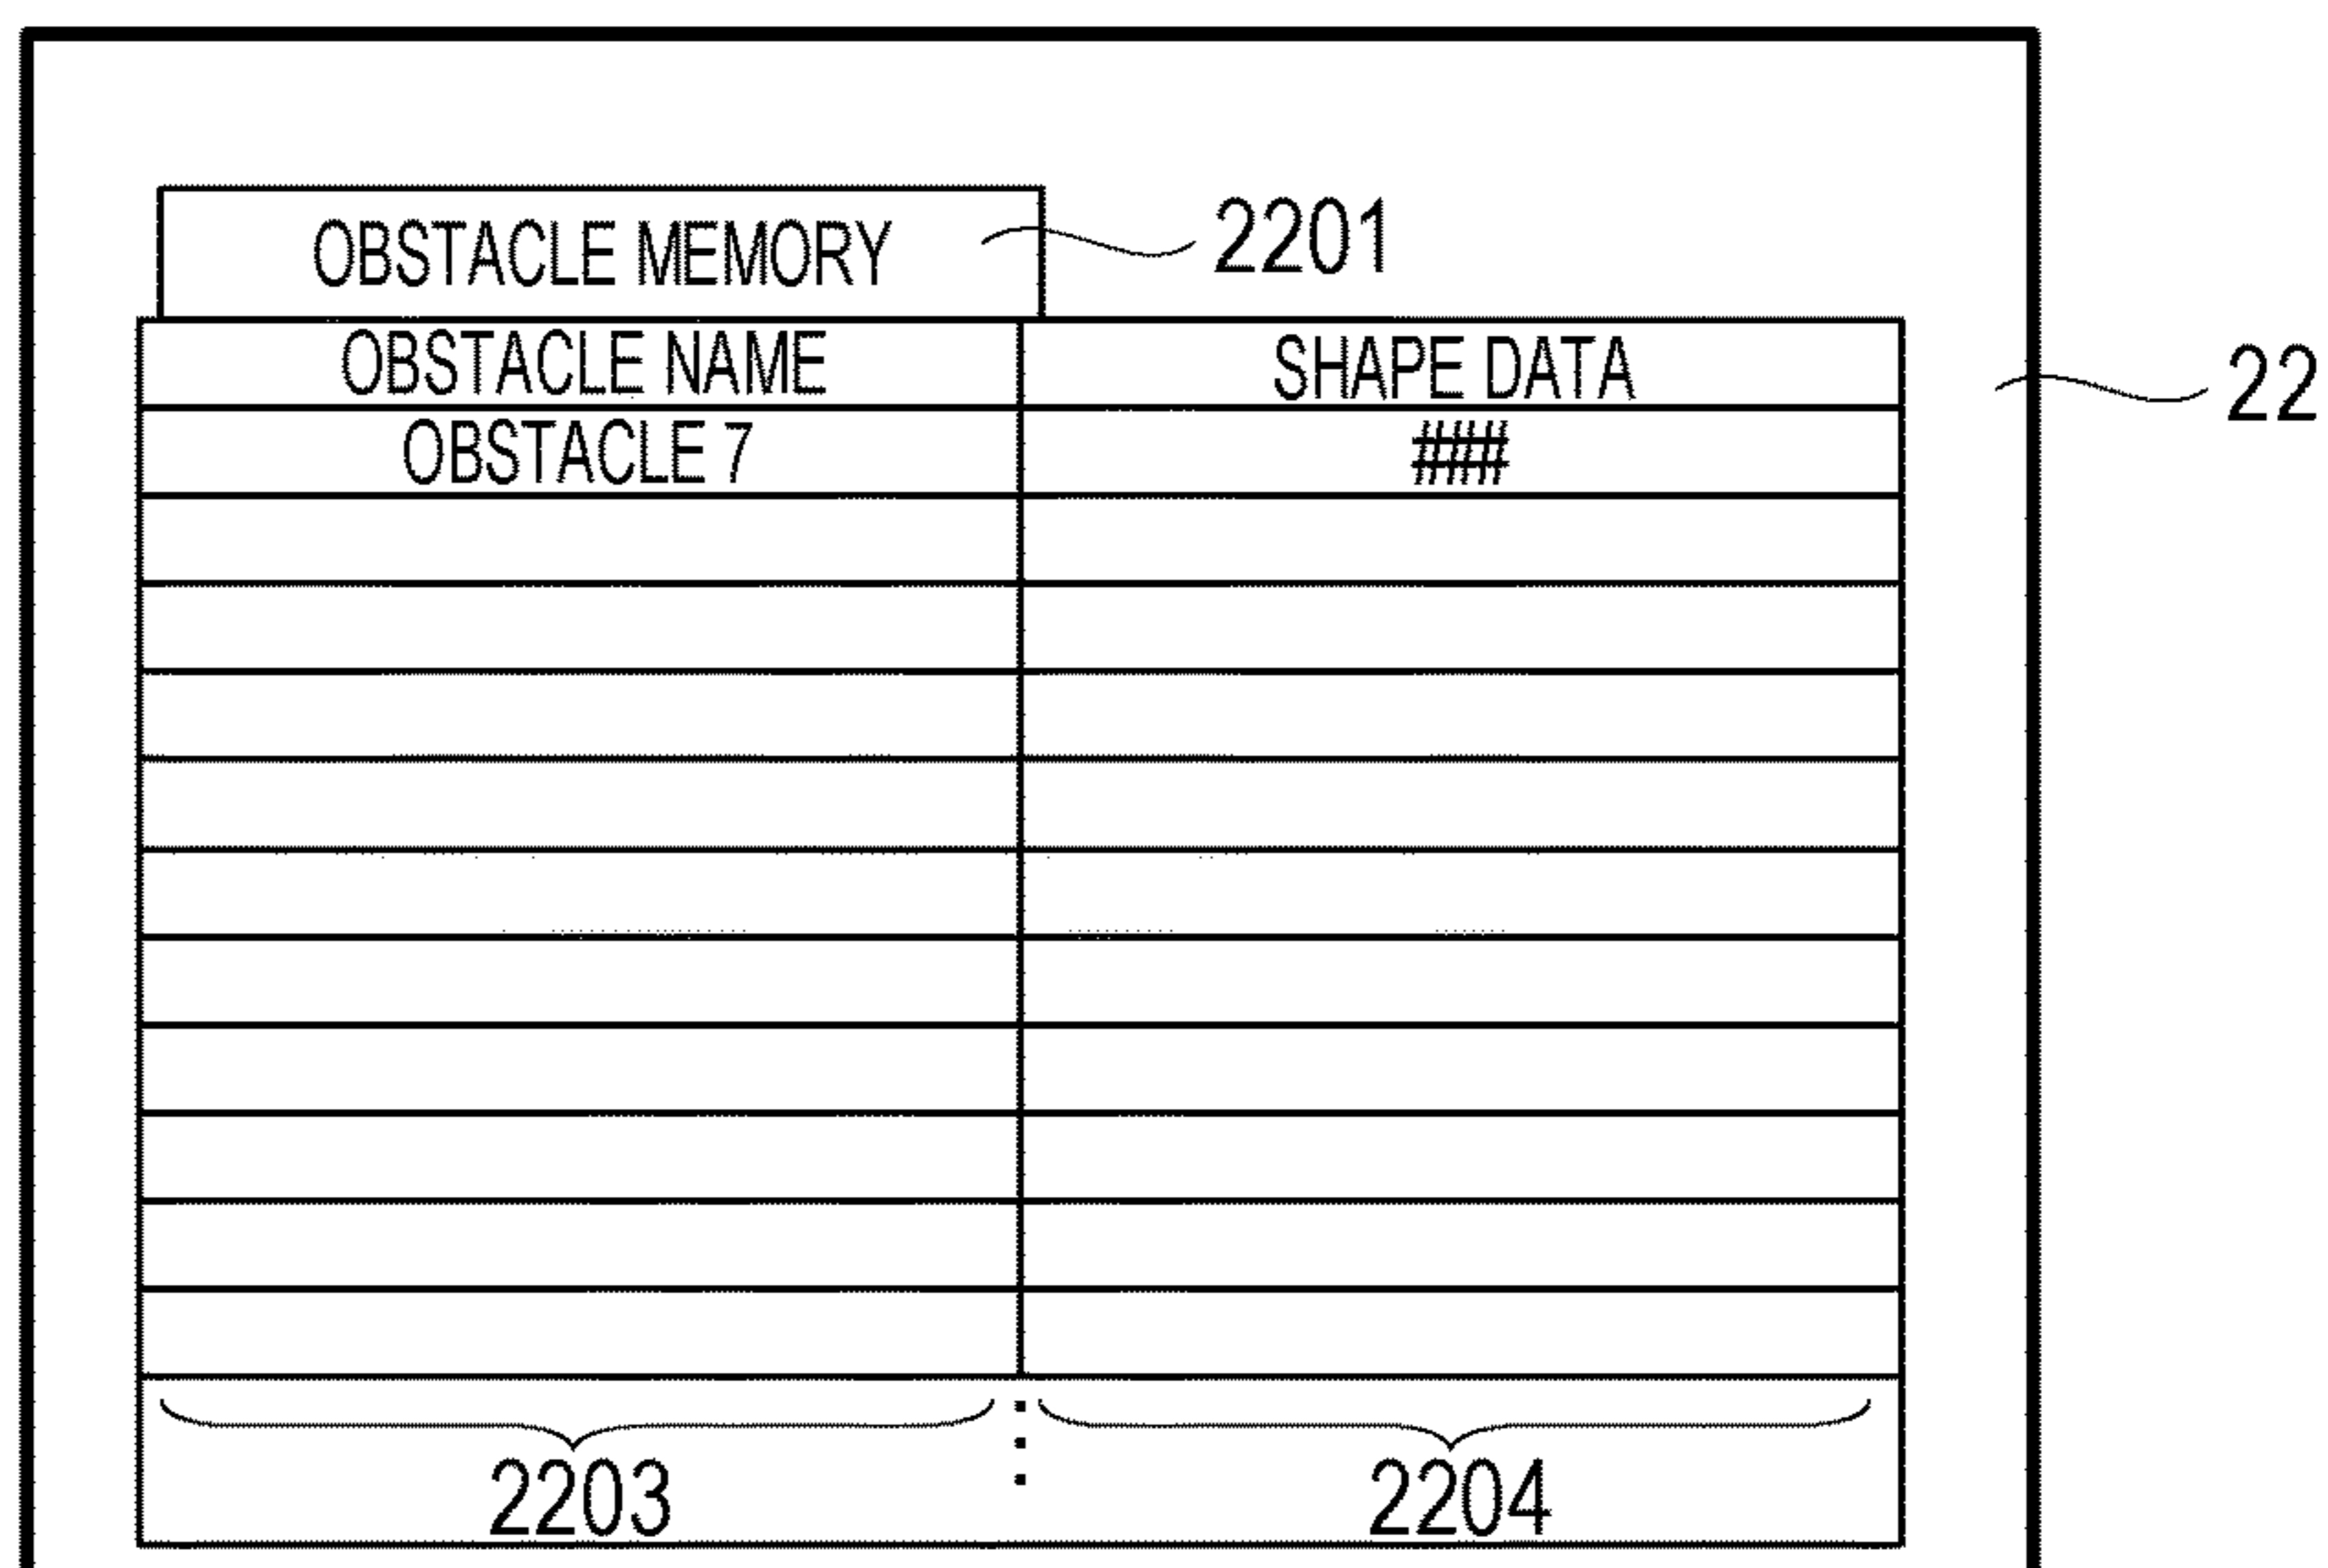 OBSTACLE MEMORY 2201
OBSTACLE NAME SHAPE DATA
22
OBSTACLE 7 ###
2203 2204